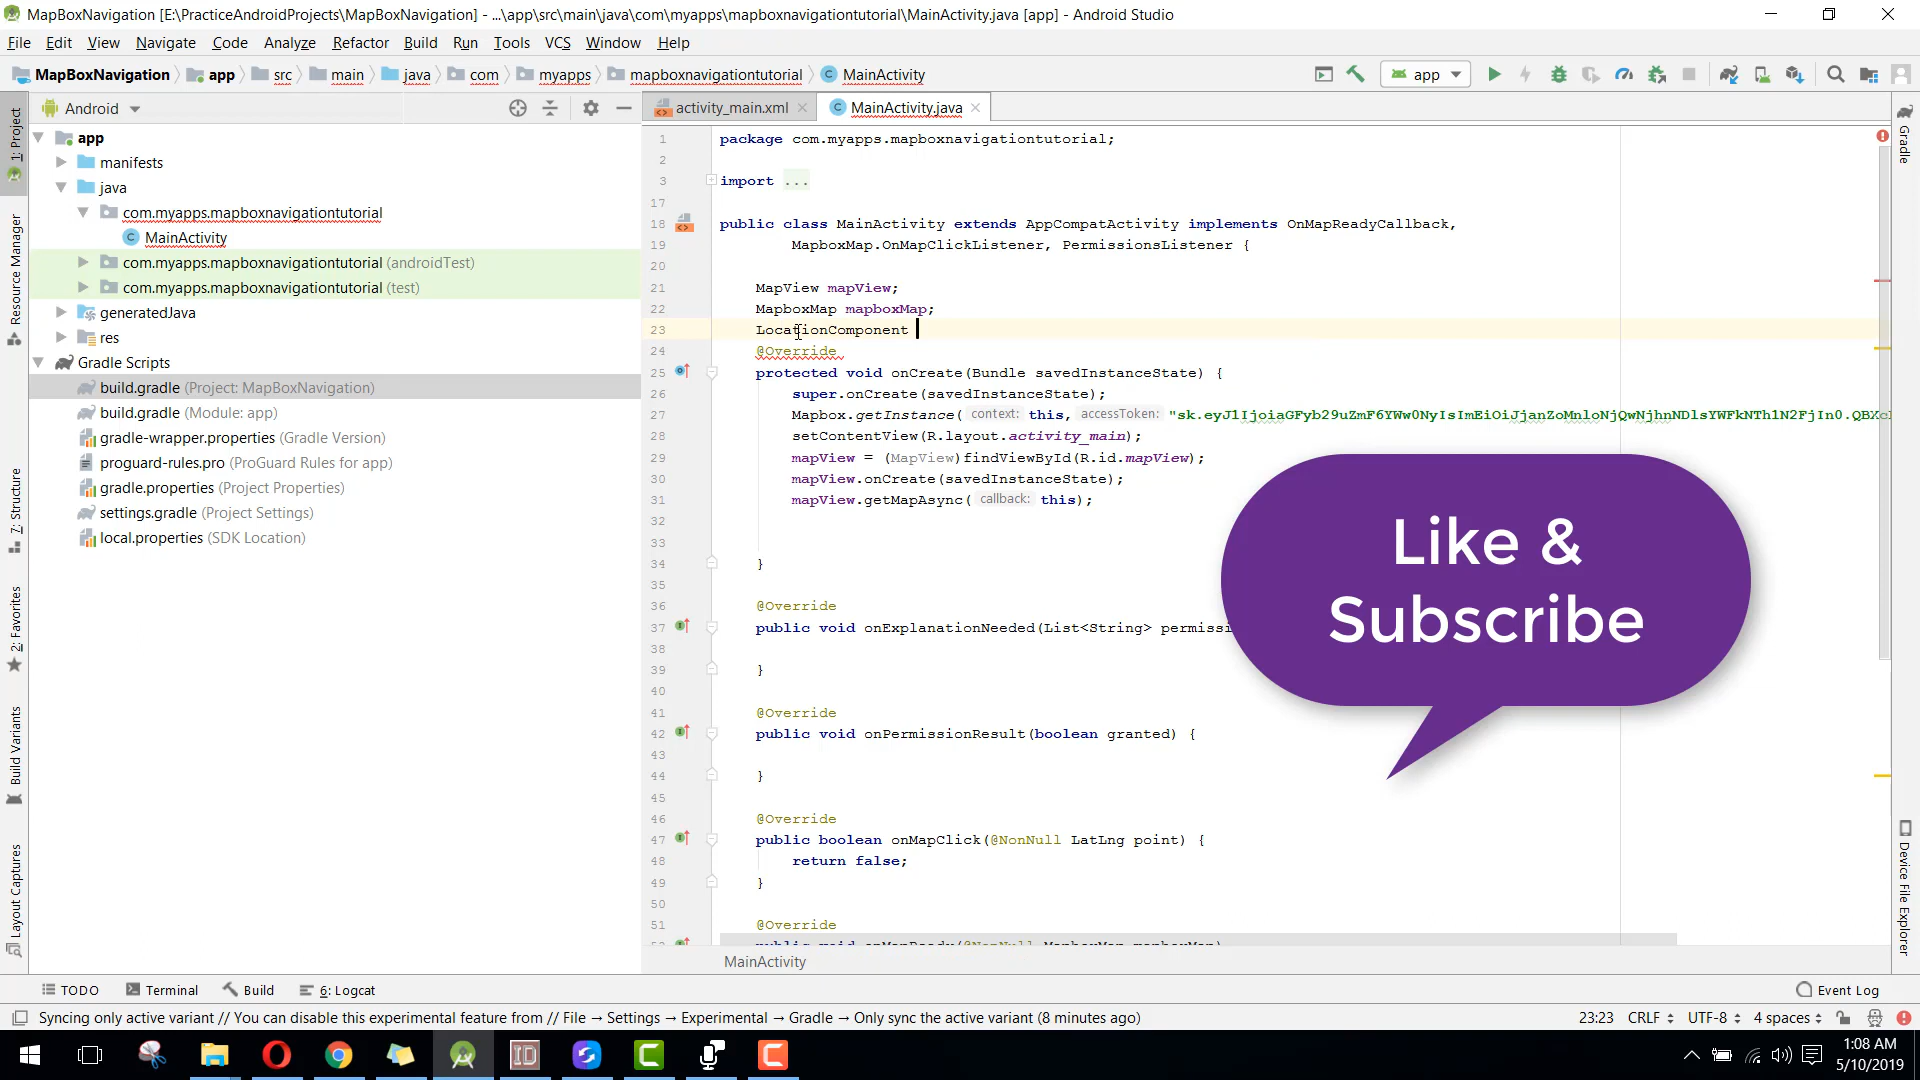 MapBoxNavigation [E:\PracticeAndroidProjects\MapBoxNavigation] - ...\app\src\main\java\com\myapps\mapboxnavigationtutorial\MainActivity.java [app] - Android Studio
File Edit View Navigate Code Analyze Refactor Build Run Tools VCS Window Help
MapBoxNavigation app src main java com myapps mapboxnavigationtutorial MainActivity app
Android
activity_main.xml MainActivity.java
1: Project
Resource Manager
7: Structure
2: Favorites
Build Variants
Layout Captures
app
manifests
java
com.myapps.mapboxnavigationtutorial
MainActivity
com.myapps.mapboxnavigationtutorial (androidTest)
com.myapps.mapboxnavigationtutorial (test)
generatedJava
res
Gradle Scripts
build.gradle (Project: MapBoxNavigation)
build.gradle (Module: app)
gradle-wrapper.properties (Gradle Version)
proguard-rules.pro (ProGuard Rules for app)
gradle.properties (Project Properties)
settings.gradle (Project Settings)
local.properties (SDK Location)
1 package com.myapps.mapboxnavigationtutorial;
2
3 import ...
17
18 public class MainActivity extends AppCompatActivity implements OnMapReadyCallback,
19 MapboxMap.OnMapClickListener, PermissionsListener {
20
21 MapView mapView;
22 MapboxMap mapboxMap;
23 LocationComponent
24 @Override
25 protected void onCreate(Bundle savedInstanceState) {
26 super.onCreate(savedInstanceState);
27 Mapbox.getInstance( context: this, accessToken:
28 setContentView(R.layout.activity_main);
29 mapView = (MapView)findViewById(R.id.mapView);
30 mapView.onCreate(savedInstanceState);
31 mapView.getMapAsync( callback: this);
32
33
34 }
35
36 @Override
37 public void onExplanationNeeded(List<String> permissi
38
39 }
40
41 @Override
42 public void onPermissionResult(boolean granted) {
43
44 }
45
46 @Override
47 public boolean onMapClick(@NonNull LatLng point) {
48 return false;
49 }
50
51 @Override
Like &
Subscribe
Gradle
Device File Explorer
MainActivity
TODO Terminal Build 6: Logcat Event Log
Syncing only active variant // You can disable this experimental feature from // File → Settings → Experimental → Gradle → Only sync the active variant (8 minutes ago) 23:23 CRLF UTF-8 4 spaces
1:08 AM
5/10/2019